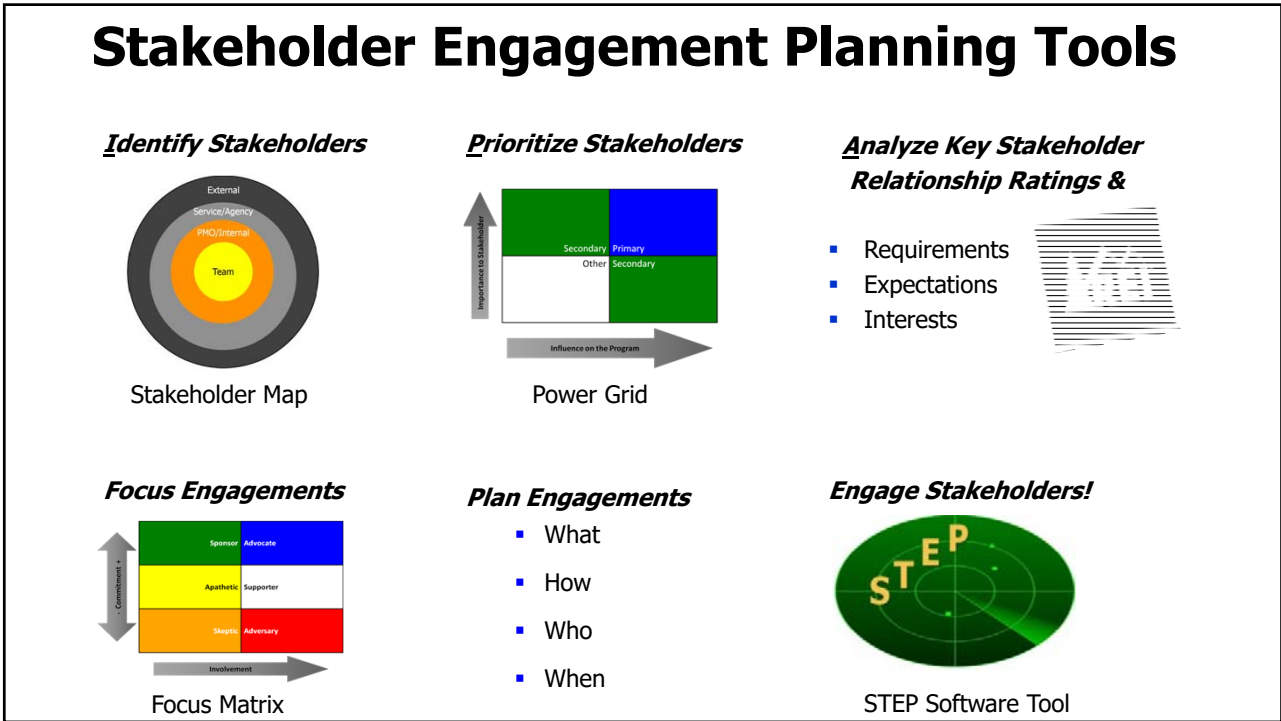 Stakeholder Engagement Planning Tools
Identify Stakeholders
External
Service/Agency
PMO/Internal
Team
Stakeholder Map
Prioritize Stakeholders
Importance to Stakeholder
Secondary Primary
Other Secondary
Influence on the Program
Power Grid
Analyze Key Stakeholder
Relationship Ratings &
▪ Requirements
▪ Expectations
▪ Interests
Focus Engagements
- Commitment +
Sponsor Advocate
Apathetic Supporter
Skeptic Adversary
Involvement
Focus Matrix
Plan Engagements
▪ What
▪ How
▪ Who
▪ When
Engage Stakeholders!
STEP
STEP Software Tool